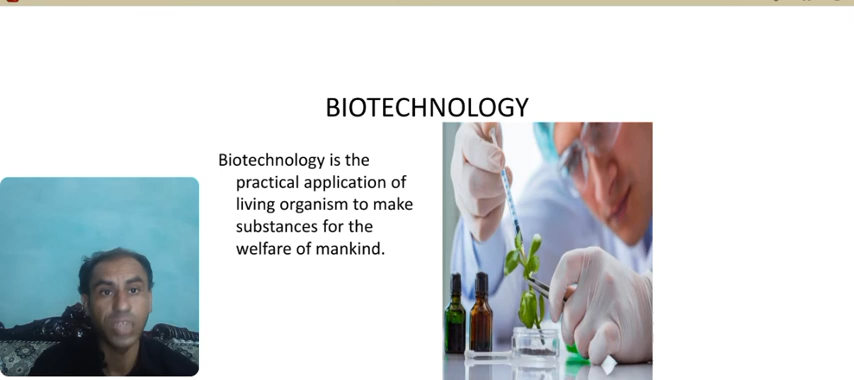 BIOTECHNOLOGY
Biotechnology is the
practical application of
living organism to make
substances for the
welfare of mankind.